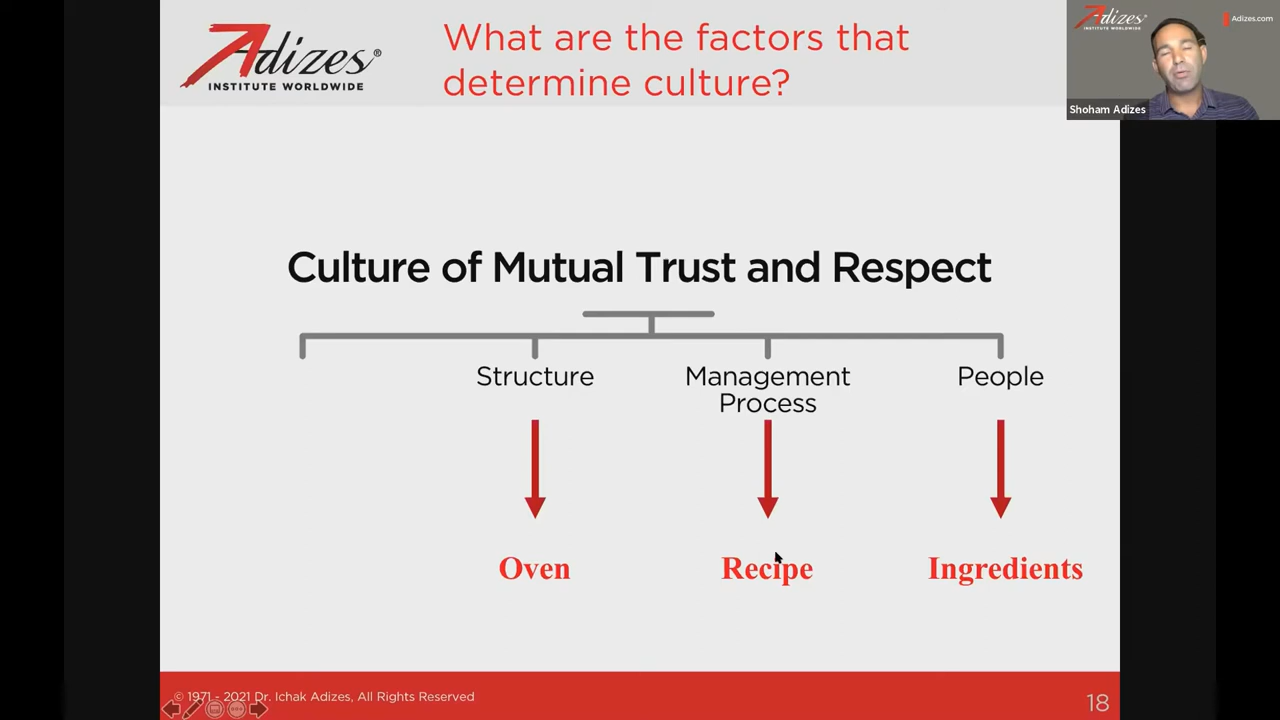 Adizes®
INSTITUTE WORLDWIDE
What are the factors that
determine culture?
Adizes
INSTITUTE WORLDWIDE
Adizes.com
Shoham Adizes
Culture of Mutual Trust and Respect
Structure
Management
Process
People
Oven
Recipe
Ingredients
© 1971 - 2021 Dr. Ichak Adizes, All Rights Reserved
18